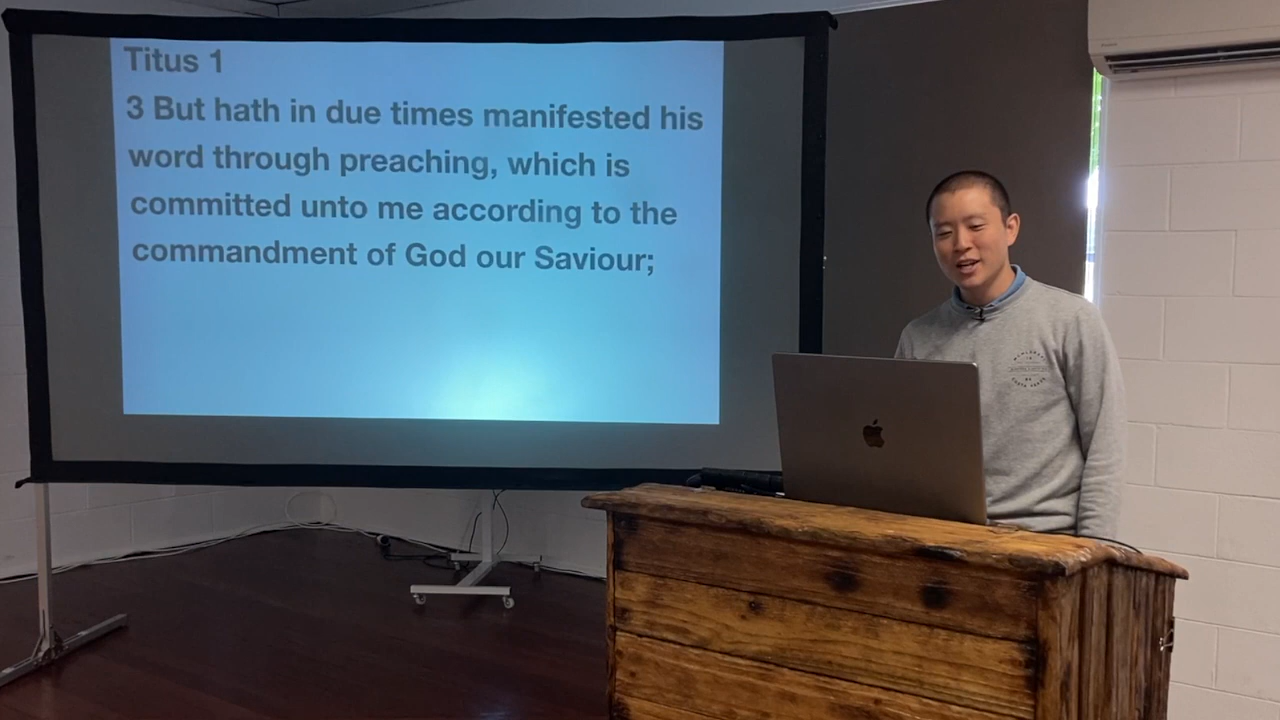 Titus 1
3 But hath in due times manifested his
word through preaching, which is
committed unto me according to the
commandment of God our Saviour;